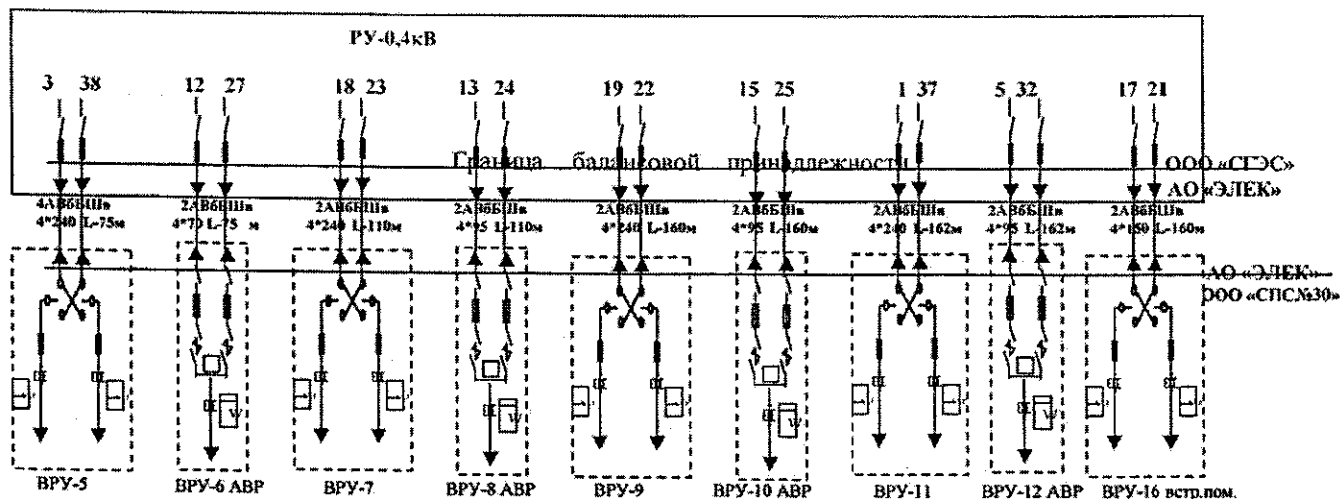 РУ-0,4кВ
3 38 12 27 18 23 13 24 19 22 15 25 1 37 5 32 17 21
Граница балансовой принадлежности ООО «СГЭС»
АО «ЭЛЕК»
4АВбБШв 2АВбБШв 2АВбБШв 2АВбБШв 2АВбБШв 2АВбБШв 2АВбБШв 2АВбБШв 2АВбБШв
4*240 L-75м 4*70 L-75 м 4*240 L-110м 4*95 L-110м 4*240 L-160м 4*95 L-160м 4*240 L-162м 4*95 L-162м 4*150 L-160м
АО «ЭЛЕК»
ООО «СПС№30»
W W W W
ВРУ-5 ВРУ-6 АВР ВРУ-7 ВРУ-8 АВР ВРУ-9 ВРУ-10 АВР ВРУ-11 ВРУ-12 АВР ВРУ-16 встр.пом.